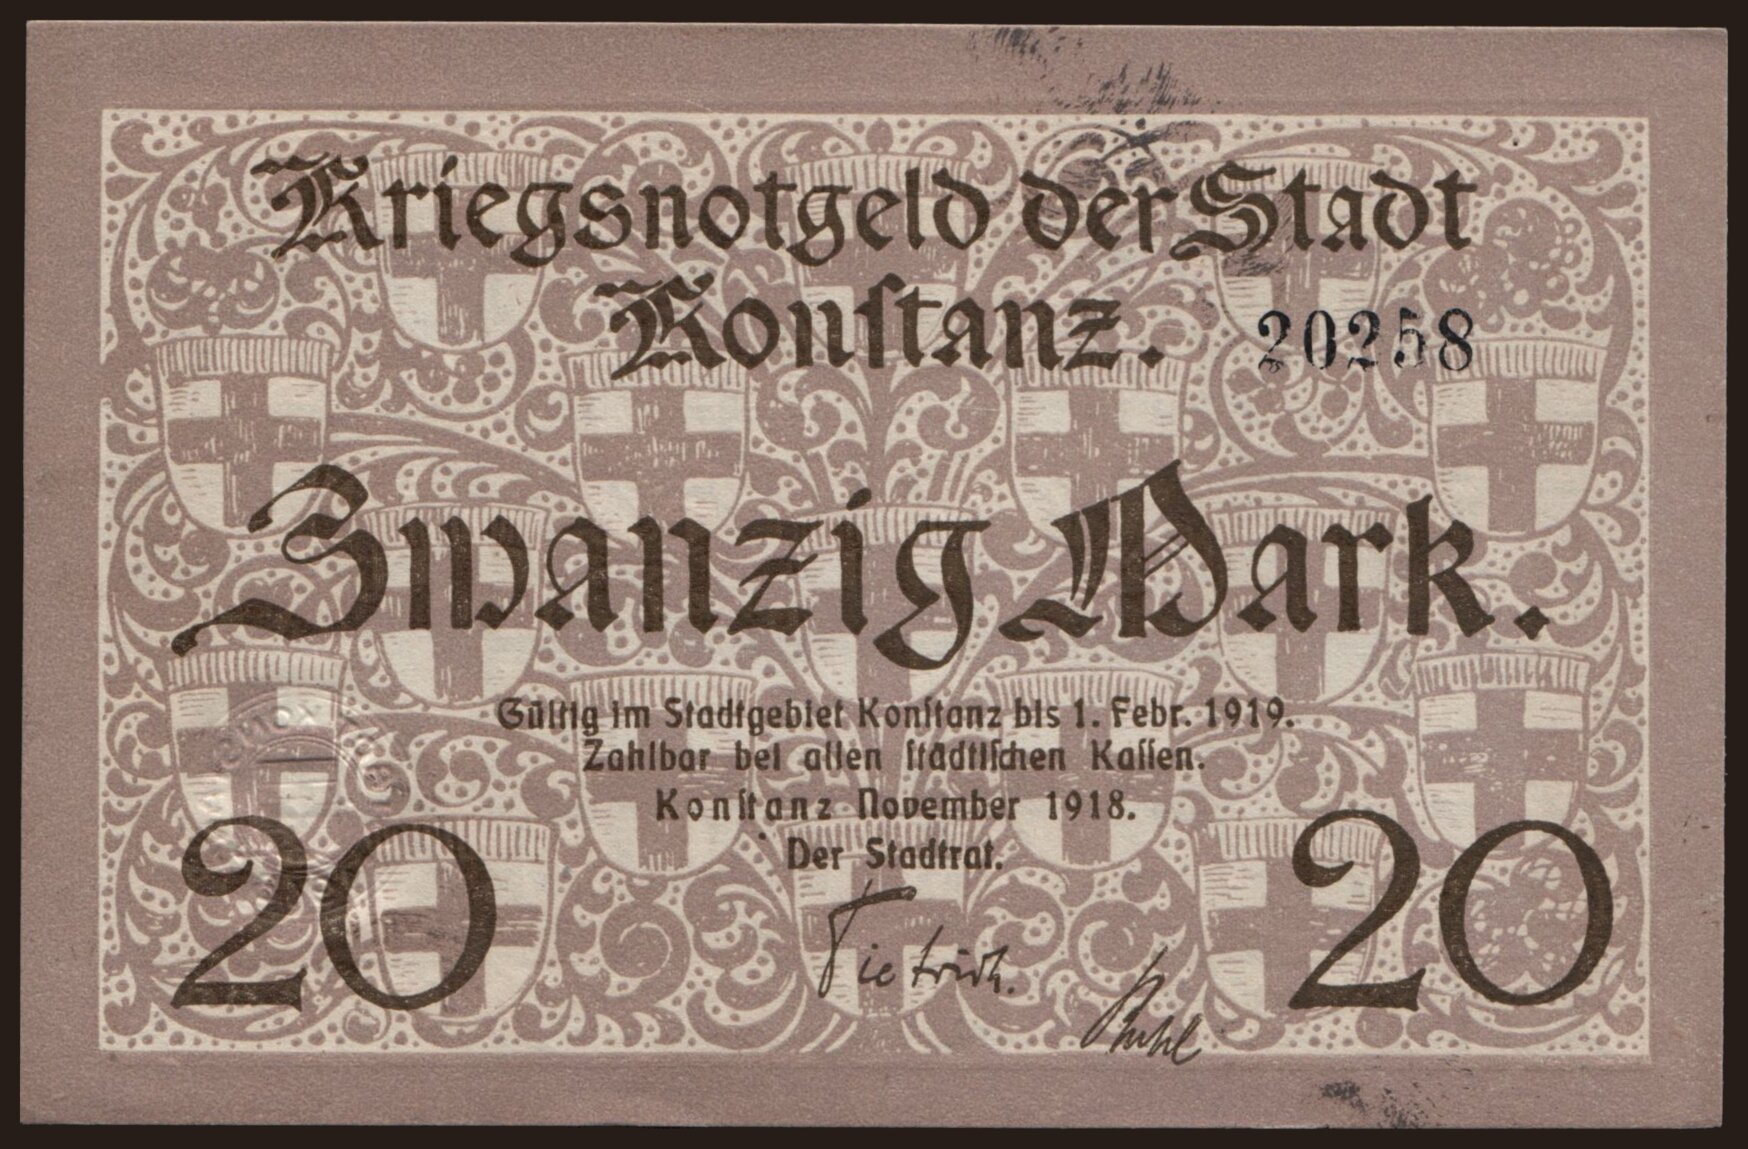 Kriegsnotgeld der Stadt
Konſtanz.
20258
Zwanzig Mark.
Gültig im Stadtgebiet Konſtanz bis 1. Febr. 1919.
Zahlbar bei allen ſtädtiſchen Kaſſen.
Konſtanz November 1918.
Der Stadtrat.
Dietrich.
20 20